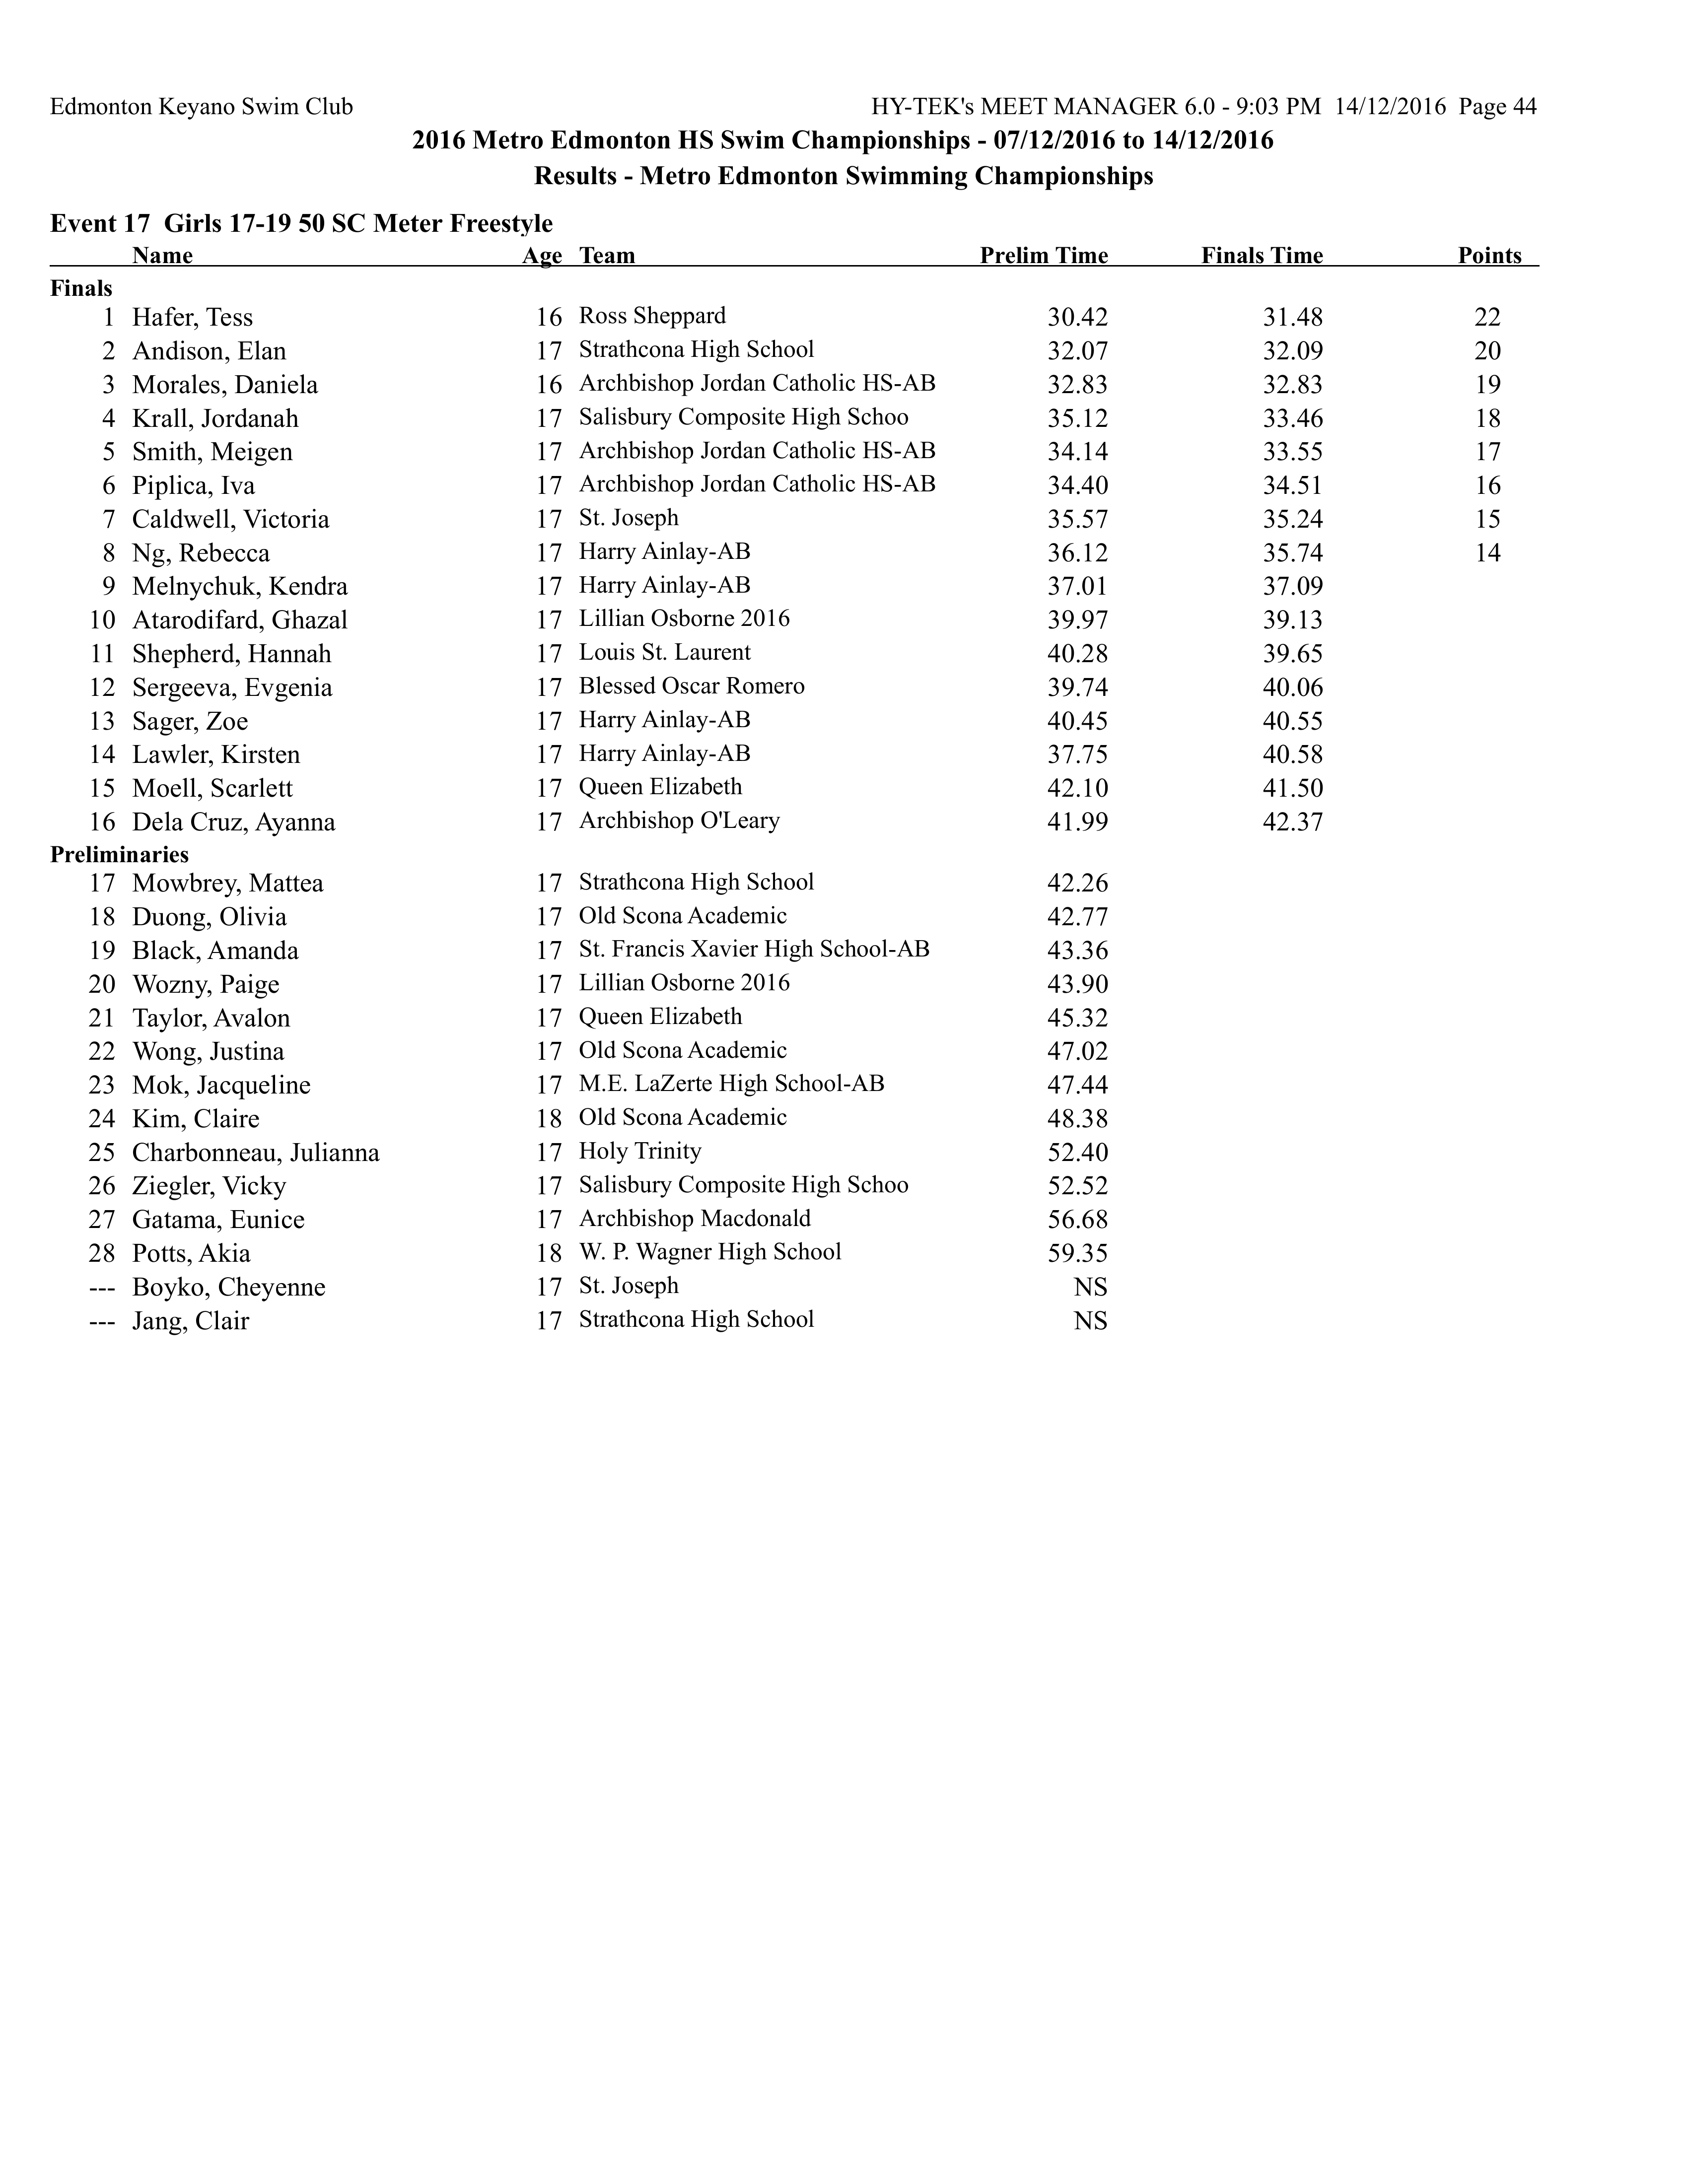 Edmonton Keyano Swim Club HY-TEK's MEET MANAGER 6.0 - 9:03 PM 14/12/2016 Page 44
2016 Metro Edmonton HS Swim Championships - 07/12/2016 to 14/12/2016
Results - Metro Edmonton Swimming Championships
Event 17 Girls 17-19 50 SC Meter Freestyle
Name Age Team Prelim Time Finals Time Points
Finals
1 Hafer, Tess 16 Ross Sheppard 30.42 31.48 22
2 Andison, Elan 17 Strathcona High School 32.07 32.09 20
3 Morales, Daniela 16 Archbishop Jordan Catholic HS-AB 32.83 32.83 19
4 Krall, Jordanah 17 Salisbury Composite High Schoo 35.12 33.46 18
5 Smith, Meigen 17 Archbishop Jordan Catholic HS-AB 34.14 33.55 17
6 Piplica, Iva 17 Archbishop Jordan Catholic HS-AB 34.40 34.51 16
7 Caldwell, Victoria 17 St. Joseph 35.57 35.24 15
8 Ng, Rebecca 17 Harry Ainlay-AB 36.12 35.74 14
9 Melnychuk, Kendra 17 Harry Ainlay-AB 37.01 37.09
10 Atarodifard, Ghazal 17 Lillian Osborne 2016 39.97 39.13
11 Shepherd, Hannah 17 Louis St. Laurent 40.28 39.65
12 Sergeeva, Evgenia 17 Blessed Oscar Romero 39.74 40.06
13 Sager, Zoe 17 Harry Ainlay-AB 40.45 40.55
14 Lawler, Kirsten 17 Harry Ainlay-AB 37.75 40.58
15 Moell, Scarlett 17 Queen Elizabeth 42.10 41.50
16 Dela Cruz, Ayanna 17 Archbishop O'Leary 41.99 42.37
Preliminaries
17 Mowbrey, Mattea 17 Strathcona High School 42.26
18 Duong, Olivia 17 Old Scona Academic 42.77
19 Black, Amanda 17 St. Francis Xavier High School-AB 43.36
20 Wozny, Paige 17 Lillian Osborne 2016 43.90
21 Taylor, Avalon 17 Queen Elizabeth 45.32
22 Wong, Justina 17 Old Scona Academic 47.02
23 Mok, Jacqueline 17 M.E. LaZerte High School-AB 47.44
24 Kim, Claire 18 Old Scona Academic 48.38
25 Charbonneau, Julianna 17 Holy Trinity 52.40
26 Ziegler, Vicky 17 Salisbury Composite High Schoo 52.52
27 Gatama, Eunice 17 Archbishop Macdonald 56.68
28 Potts, Akia 18 W. P. Wagner High School 59.35
--- Boyko, Cheyenne 17 St. Joseph NS
--- Jang, Clair 17 Strathcona High School NS